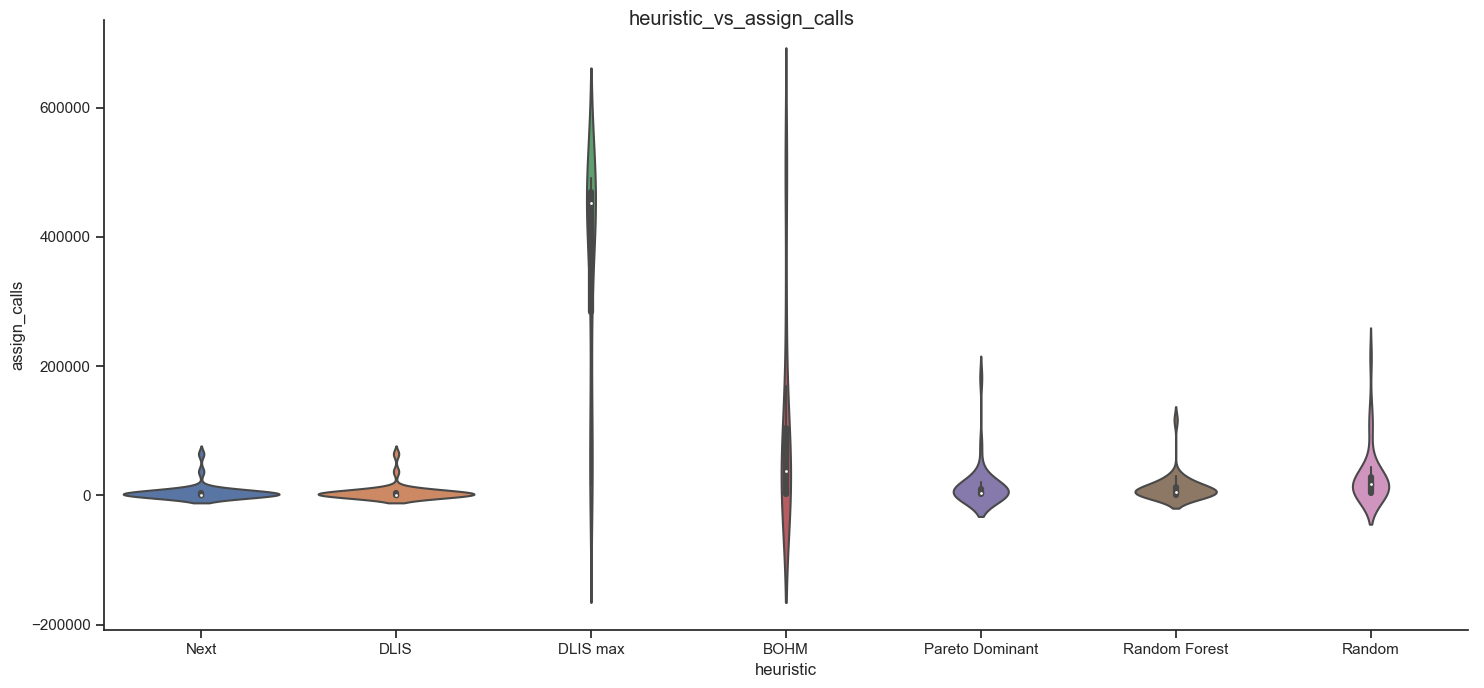 heuristic_vs_assign_calls
600000
400000
200000
0
−200000
assign_calls
Next
DLIS
DLIS max
BOHM
Pareto Dominant
Random Forest
Random
heuristic